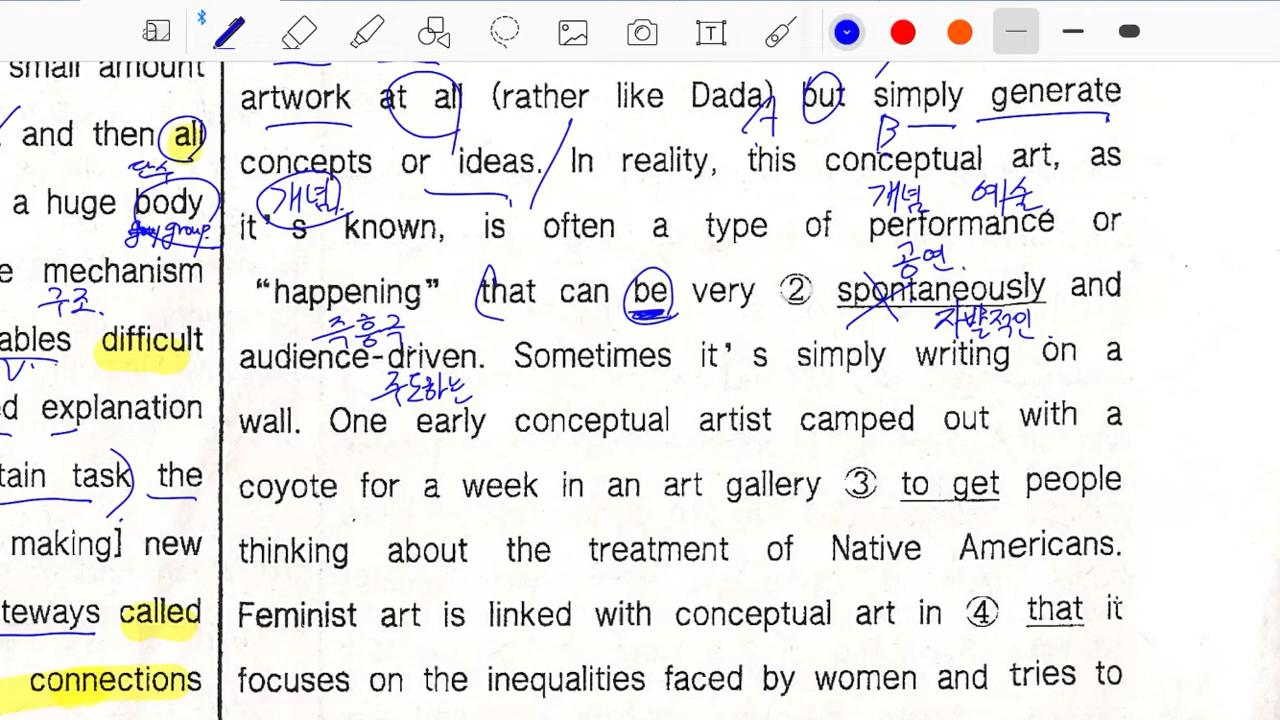 small amount
and then all
단순
a huge body
group
e mechanism
구조.
ables difficult
V.
d explanation
tain task) the
making] new
teways called
connections
artwork at all (rather like Dada) but simply generate
A
B
concepts or ideas. / In reality, this conceptual art, as
개념
개념 예술
it's known, is often a type of performance or
공연.
"happening" (that can be very ② spontaneously and
즉흥극
자발적인
audience-driven. Sometimes it's simply writing on a
주도하는
wall. One early conceptual artist camped out with a
coyote for a week in an art gallery ③ to get people
thinking about the treatment of Native Americans.
Feminist art is linked with conceptual art in ④ that it
focuses on the inequalities faced by women and tries to